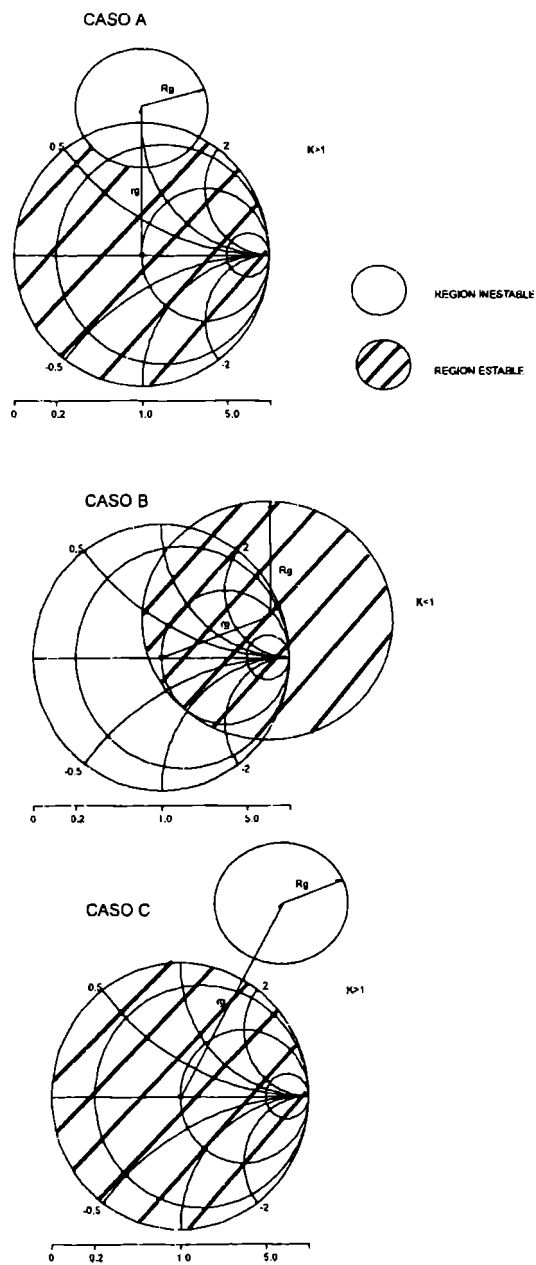 CASO A
Rg
0.5
2
K>1
rg
REGION INESTABLE
-0.5
-2
REGION ESTABLE
0 0.2 1.0 5.0
CASO B
0.5
2
Rg
K<1
rg
-0.5
-2
0 0.2 1.0 5.0
Rg
CASO C
0.5
2
K>1
rg
-0.5
-2
0 0.2 1.0 5.0